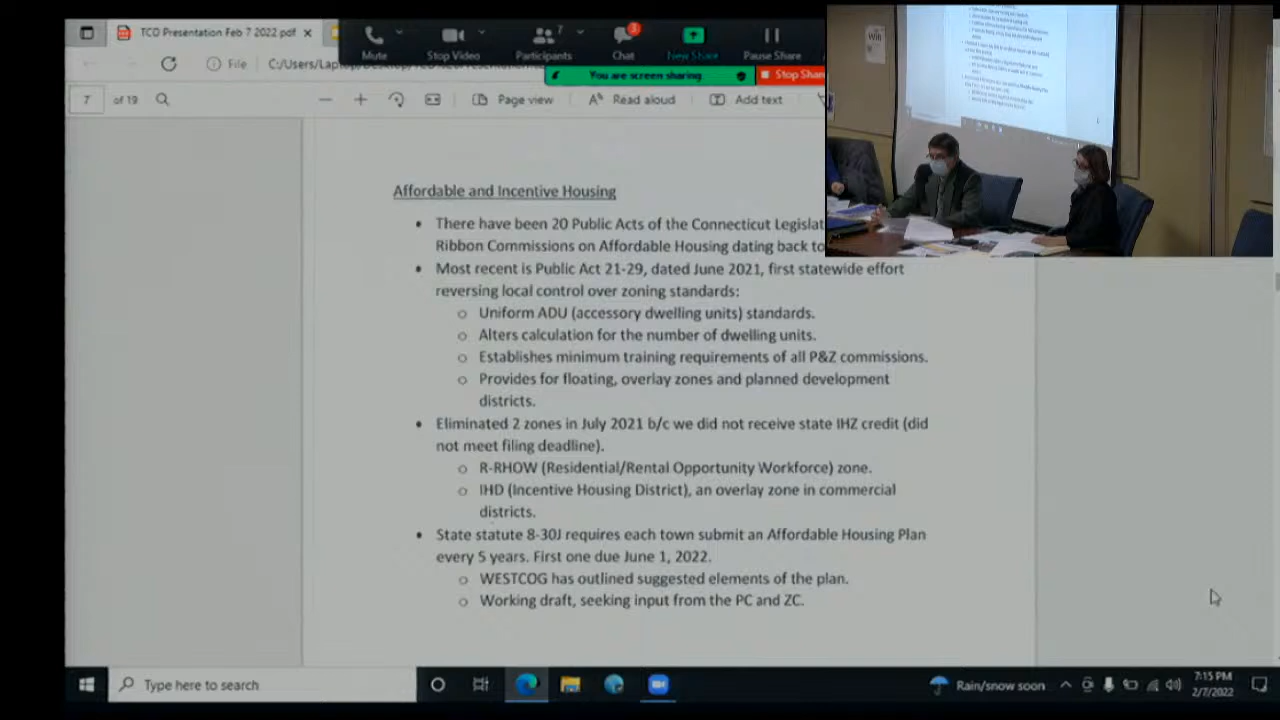 TCO Presentation Feb 7 2022 pdf
Mute
Stop Video
7
Participants
3
Chat
New Share
Pause Share
File
You are screen sharing
Stop Shar
7 of 19
Page view
Read aloud
Add text
Affordable and Incentive Housing
• There have been 20 Public Acts of the Connecticut Legislat
Ribbon Commissions on Affordable Housing dating back to
• Most recent is Public Act 21-29, dated June 2021, first statewide effort
reversing local control over zoning standards:
o Uniform ADU (accessory dwelling units) standards.
o Alters calculation for the number of dwelling units.
o Establishes minimum training requirements of all P&Z commissions.
o Provides for floating, overlay zones and planned development
districts.
• Eliminated 2 zones in July 2021 b/c we did not receive state IHZ credit (did
not meet filing deadline).
o R-RHOW (Residential/Rental Opportunity Workforce) zone.
o IHD (Incentive Housing District), an overlay zone in commercial
districts.
• State statute 8-30J requires each town submit an Affordable Housing Plan
every 5 years. First one due June 1, 2022.
o WESTCOG has outlined suggested elements of the plan.
o Working draft, seeking input from the PC and ZC.
Type here to search
Rain/snow soon
7:15 PM
2/7/2022